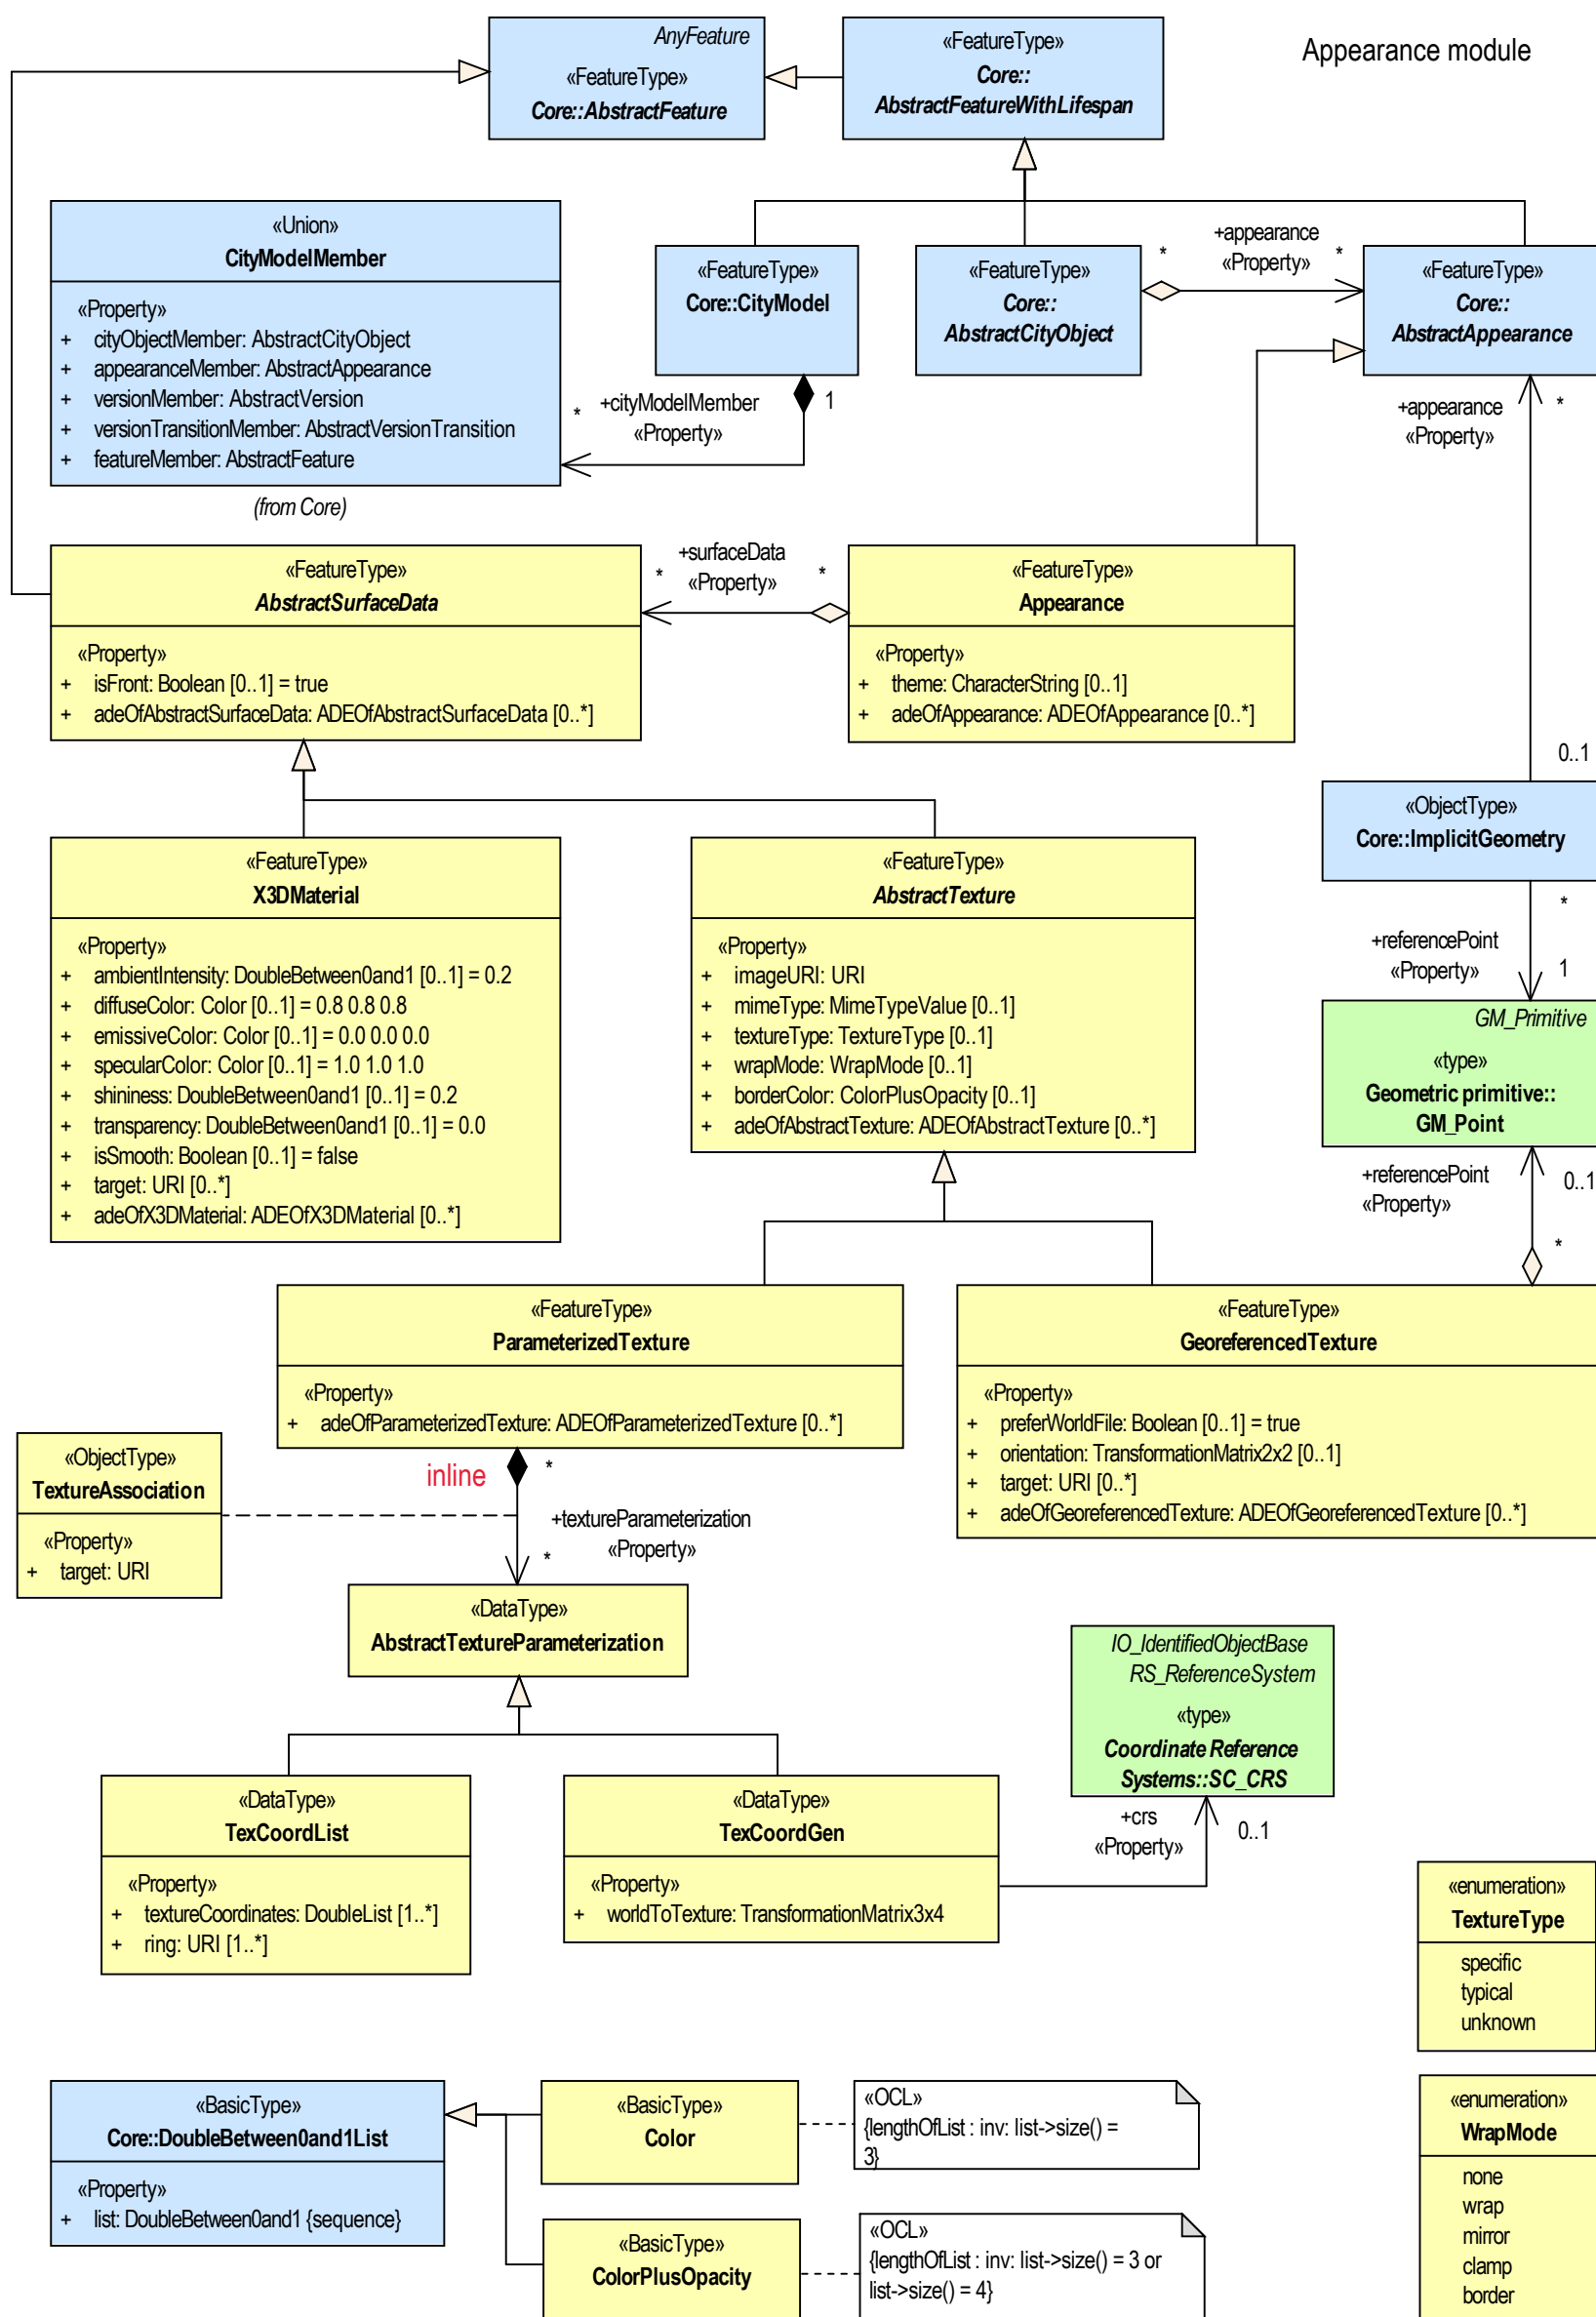 AnyFeature
«FeatureType»
Core::AbstractFeature
«FeatureType»
Core::
AbstractFeatureWithLifespan
Appearance module
«Union»
CityModelMember
«Property»
+ cityObjectMember: AbstractCityObject
+ appearanceMember: AbstractAppearance
+ versionMember: AbstractVersion
+ versionTransitionMember: AbstractVersionTransition
+ featureMember: AbstractFeature
(from Core)
«FeatureType»
Core::CityModel
* +cityModelMember
«Property»
1
«FeatureType»
Core::
AbstractCityObject
+appearance
* «Property» *
«FeatureType»
Core::
AbstractAppearance
+appearance *
«Property»
0..1
«FeatureType»
AbstractSurfaceData
«Property»
+ isFront: Boolean [0..1] = true
+ adeOfAbstractSurfaceData: ADEOfAbstractSurfaceData [0..*]
+surfaceData
* «Property» *
«FeatureType»
Appearance
«Property»
+ theme: CharacterString [0..1]
+ adeOfAppearance: ADEOfAppearance [0..*]
«FeatureType»
X3DMaterial
«Property»
+ ambientIntensity: DoubleBetween0and1 [0..1] = 0.2
+ diffuseColor: Color [0..1] = 0.8 0.8 0.8
+ emissiveColor: Color [0..1] = 0.0 0.0 0.0
+ specularColor: Color [0..1] = 1.0 1.0 1.0
+ shininess: DoubleBetween0and1 [0..1] = 0.2
+ transparency: DoubleBetween0and1 [0..1] = 0.0
+ isSmooth: Boolean [0..1] = false
+ target: URI [0..*]
+ adeOfX3DMaterial: ADEOfX3DMaterial [0..*]
«FeatureType»
AbstractTexture
«Property»
+ imageURI: URI
+ mimeType: MimeTypeValue [0..1]
+ textureType: TextureType [0..1]
+ wrapMode: WrapMode [0..1]
+ borderColor: ColorPlusOpacity [0..1]
+ adeOfAbstractTexture: ADEOfAbstractTexture [0..*]
«ObjectType»
Core::ImplicitGeometry
*
+referencePoint
«Property» 1
GM_Primitive
«type»
Geometric primitive::
GM_Point
+referencePoint 0..1
«Property»
*
«FeatureType»
ParameterizedTexture
«Property»
+ adeOfParameterizedTexture: ADEOfParameterizedTexture [0..*]
«FeatureType»
GeoreferencedTexture
«Property»
+ preferWorldFile: Boolean [0..1] = true
+ orientation: TransformationMatrix2x2 [0..1]
+ target: URI [0..*]
+ adeOfGeoreferencedTexture: ADEOfGeoreferencedTexture [0..*]
«ObjectType»
TextureAssociation
«Property»
+ target: URI
inline *
+textureParameterization
* «Property»
«DataType»
AbstractTextureParameterization
IO_IdentifiedObjectBase
RS_ReferenceSystem
«type»
Coordinate Reference
Systems::SC_CRS
+crs 0..1
«Property»
«DataType»
TexCoordList
«Property»
+ textureCoordinates: DoubleList [1..*]
+ ring: URI [1..*]
«DataType»
TexCoordGen
«Property»
+ worldToTexture: TransformationMatrix3x4
«enumeration»
TextureType
specific
typical
unknown
«BasicType»
Core::DoubleBetween0and1List
«Property»
+ list: DoubleBetween0and1 {sequence}
«BasicType»
Color
«OCL»
{lengthOfList : inv: list->size() =
3}
«BasicType»
ColorPlusOpacity
«OCL»
{lengthOfList : inv: list->size() = 3 or
list->size() = 4}
«enumeration»
WrapMode
none
wrap
mirror
clamp
border